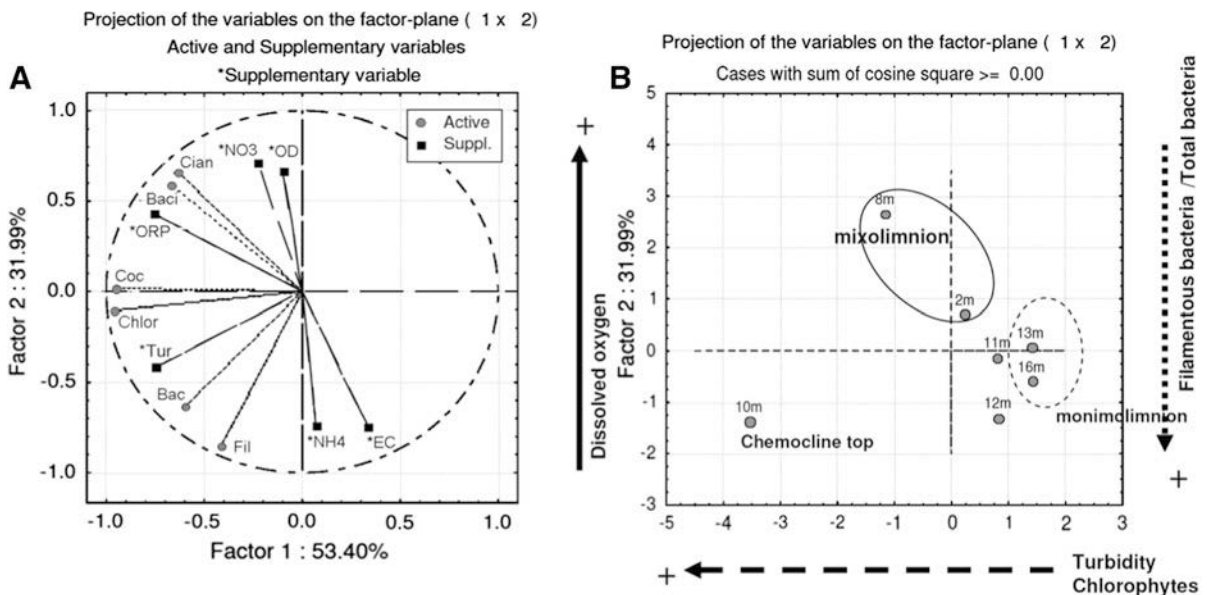 Projection of the variables on the factor-plane ( 1 x 2)
Active and Supplementary variables
*Supplementary variable
A
1.0
0.5
0.0
-0.5
-1.0
Factor 2 : 31.99%
Active
Suppl.
*NO3
*OD
Cian
Baci
*ORP
Coc
Chlor
*Tur
Bac
Fil
*NH4
*EC
-1.0
-0.5
0.0
0.5
1.0
Factor 1 : 53.40%
Projection of the variables on the factor-plane ( 1 x 2)
B
Cases with sum of cosine square >= 0.00
+
Dissolved oxygen
5
4
3
2
1
0
-1
-2
-3
Factor 2 : 31.99%
8m
mixolimnion
2m
11m
13m
16m
12m
monimolimnion
10m
Chemocline top
-5
-4
-3
-2
-1
0
1
2
3
Filamentous bacteria /Total bacteria
+
+
Turbidity
Chlorophytes